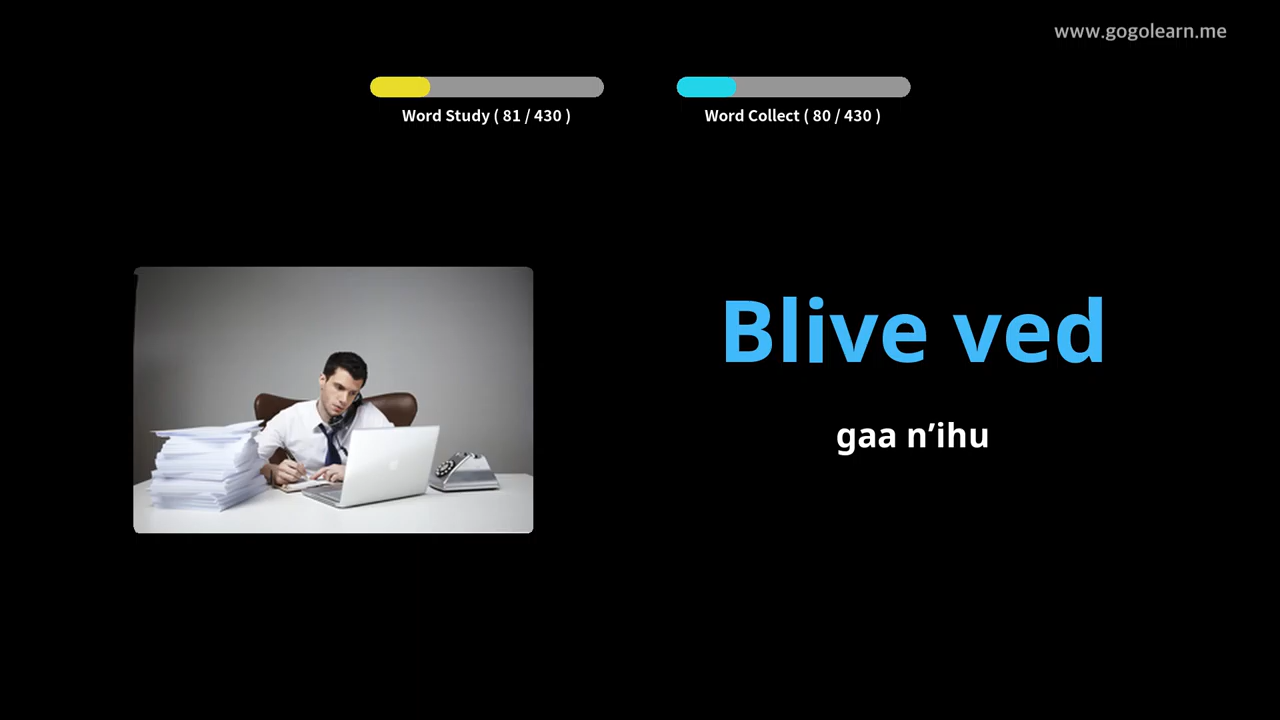 www.gogolearn.me
Word Study ( 81 / 430 )
Word Collect ( 80 / 430 )
Blive ved
gaa n’ihu